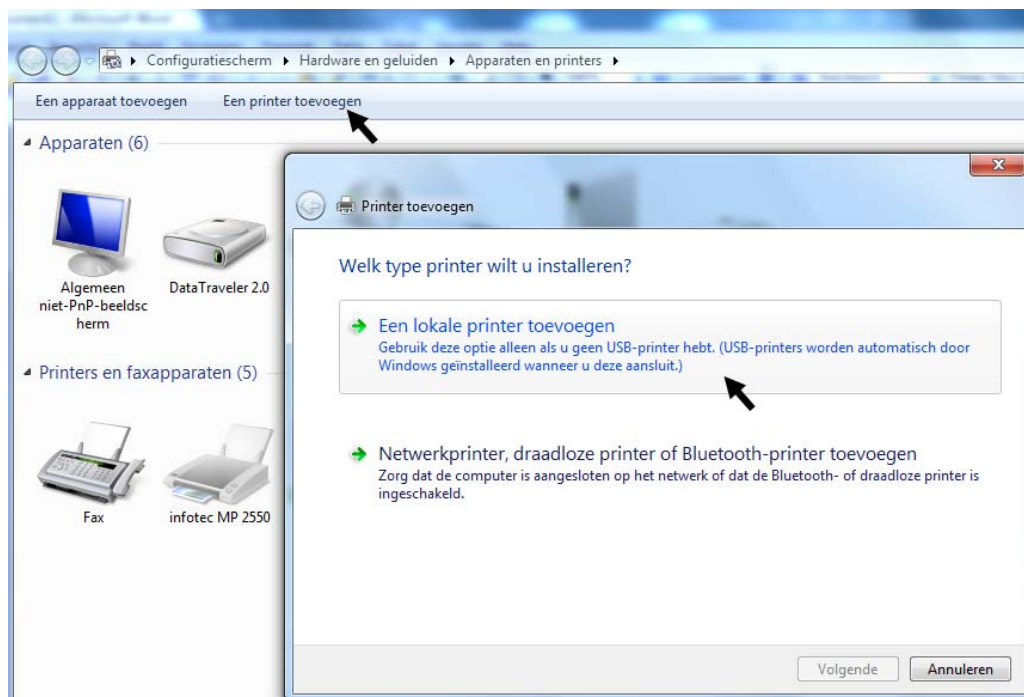 Configuratiescherm ▸ Hardware en geluiden ▸ Apparaten en printers ▸
Een apparaat toevoegen Een printer toevoegen
Apparaten (6)
Algemeen
niet-PnP-beeldsc
herm
DataTraveler 2.0
Printers en faxapparaten (5)
Fax
infotec MP 2550
Printer toevoegen
Welk type printer wilt u installeren?
Een lokale printer toevoegen
Gebruik deze optie alleen als u geen USB-printer hebt. (USB-printers worden automatisch door
Windows geïnstalleerd wanneer u deze aansluit.)
Netwerkprinter, draadloze printer of Bluetooth-printer toevoegen
Zorg dat de computer is aangesloten op het netwerk of dat de Bluetooth- of draadloze printer is
ingeschakeld.
Volgende Annuleren